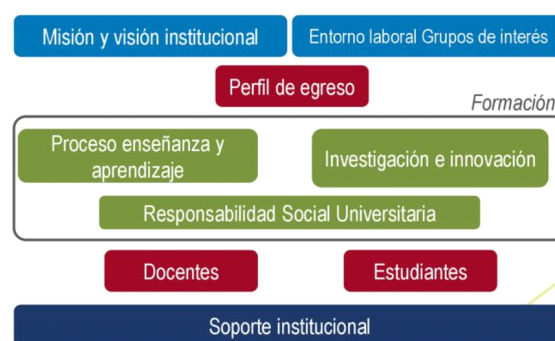 Misión y visión institucional
Entorno laboral Grupos de interés
Perfil de egreso
Formación
Proceso enseñanza y
aprendizaje
Investigación e innovación
Responsabilidad Social Universitaria
Docentes
Estudiantes
Soporte institucional